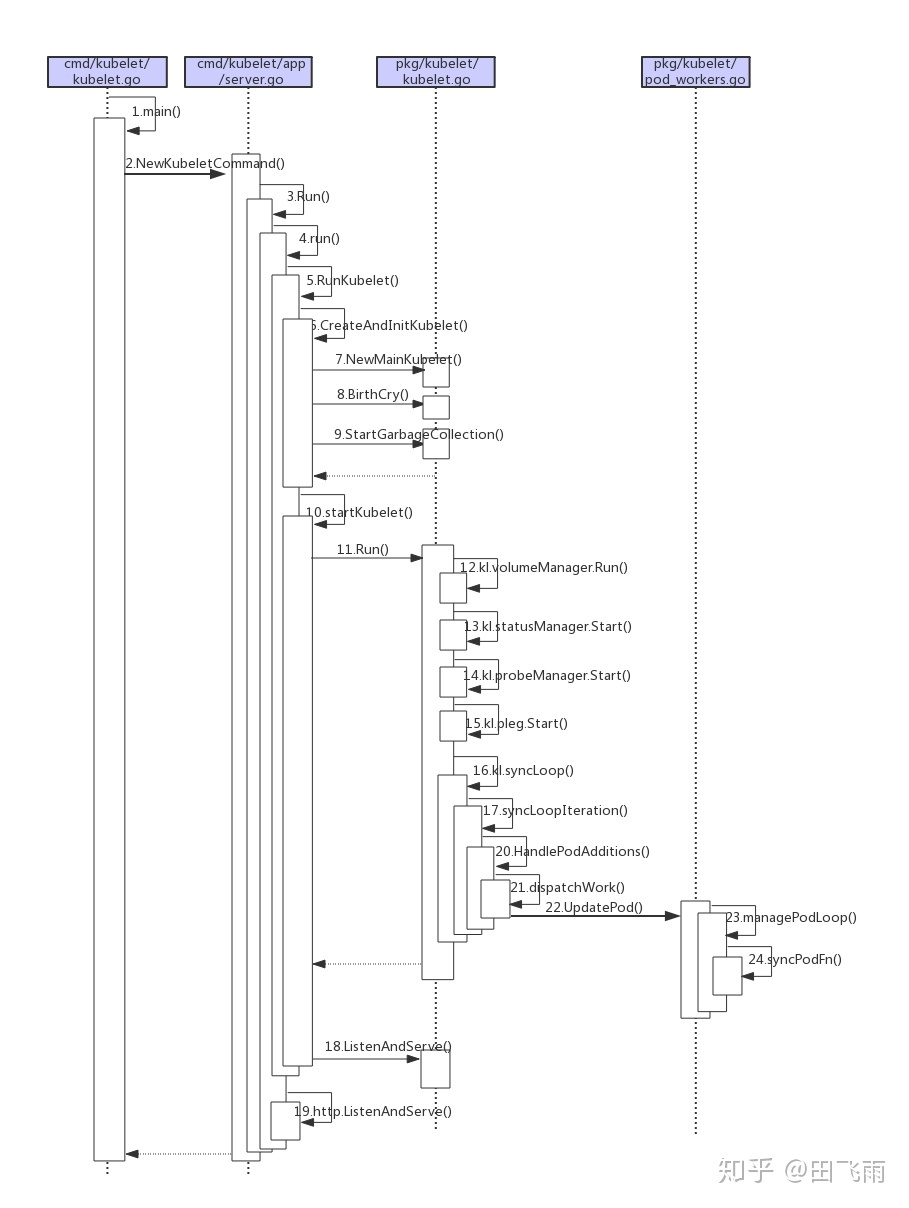 cmd/kubelet/
kubelet.go
cmd/kubelet/app
/server.go
pkg/kubelet/
kubelet.go
pkg/kubelet/
pod_workers.go
1.main()
2.NewKubeletCommand()
3.Run()
4.run()
5.RunKubelet()
6.CreateAndInitKubelet()
7.NewMainKubelet()
8.BirthCry()
9.StartGarbageCollection()
10.startKubelet()
11.Run()
12.kl.volumeManager.Run()
13.kl.statusManager.Start()
14.kl.probeManager.Start()
15.kl.pleg.Start()
16.kl.syncLoop()
17.syncLoopIteration()
20.HandlePodAdditions()
21.dispatchWork()
22.UpdatePod()
23.managePodLoop()
24.syncPodFn()
18.ListenAndServe()
19.http.ListenAndServe()
知乎 @田飞雨